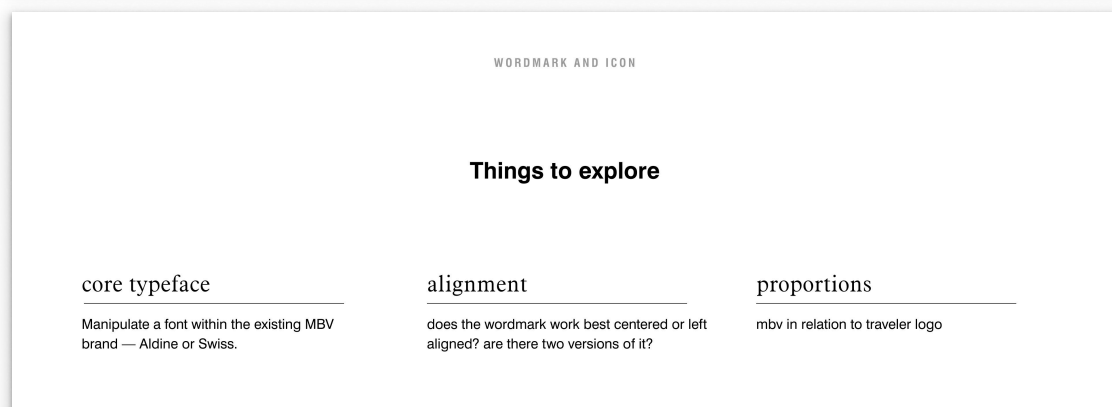 WORDMARK AND ICON
Things to explore
core typeface
Manipulate a font within the existing MBV
brand — Aldine or Swiss.
alignment
does the wordmark work best centered or left
aligned? are there two versions of it?
proportions
mbv in relation to traveler logo